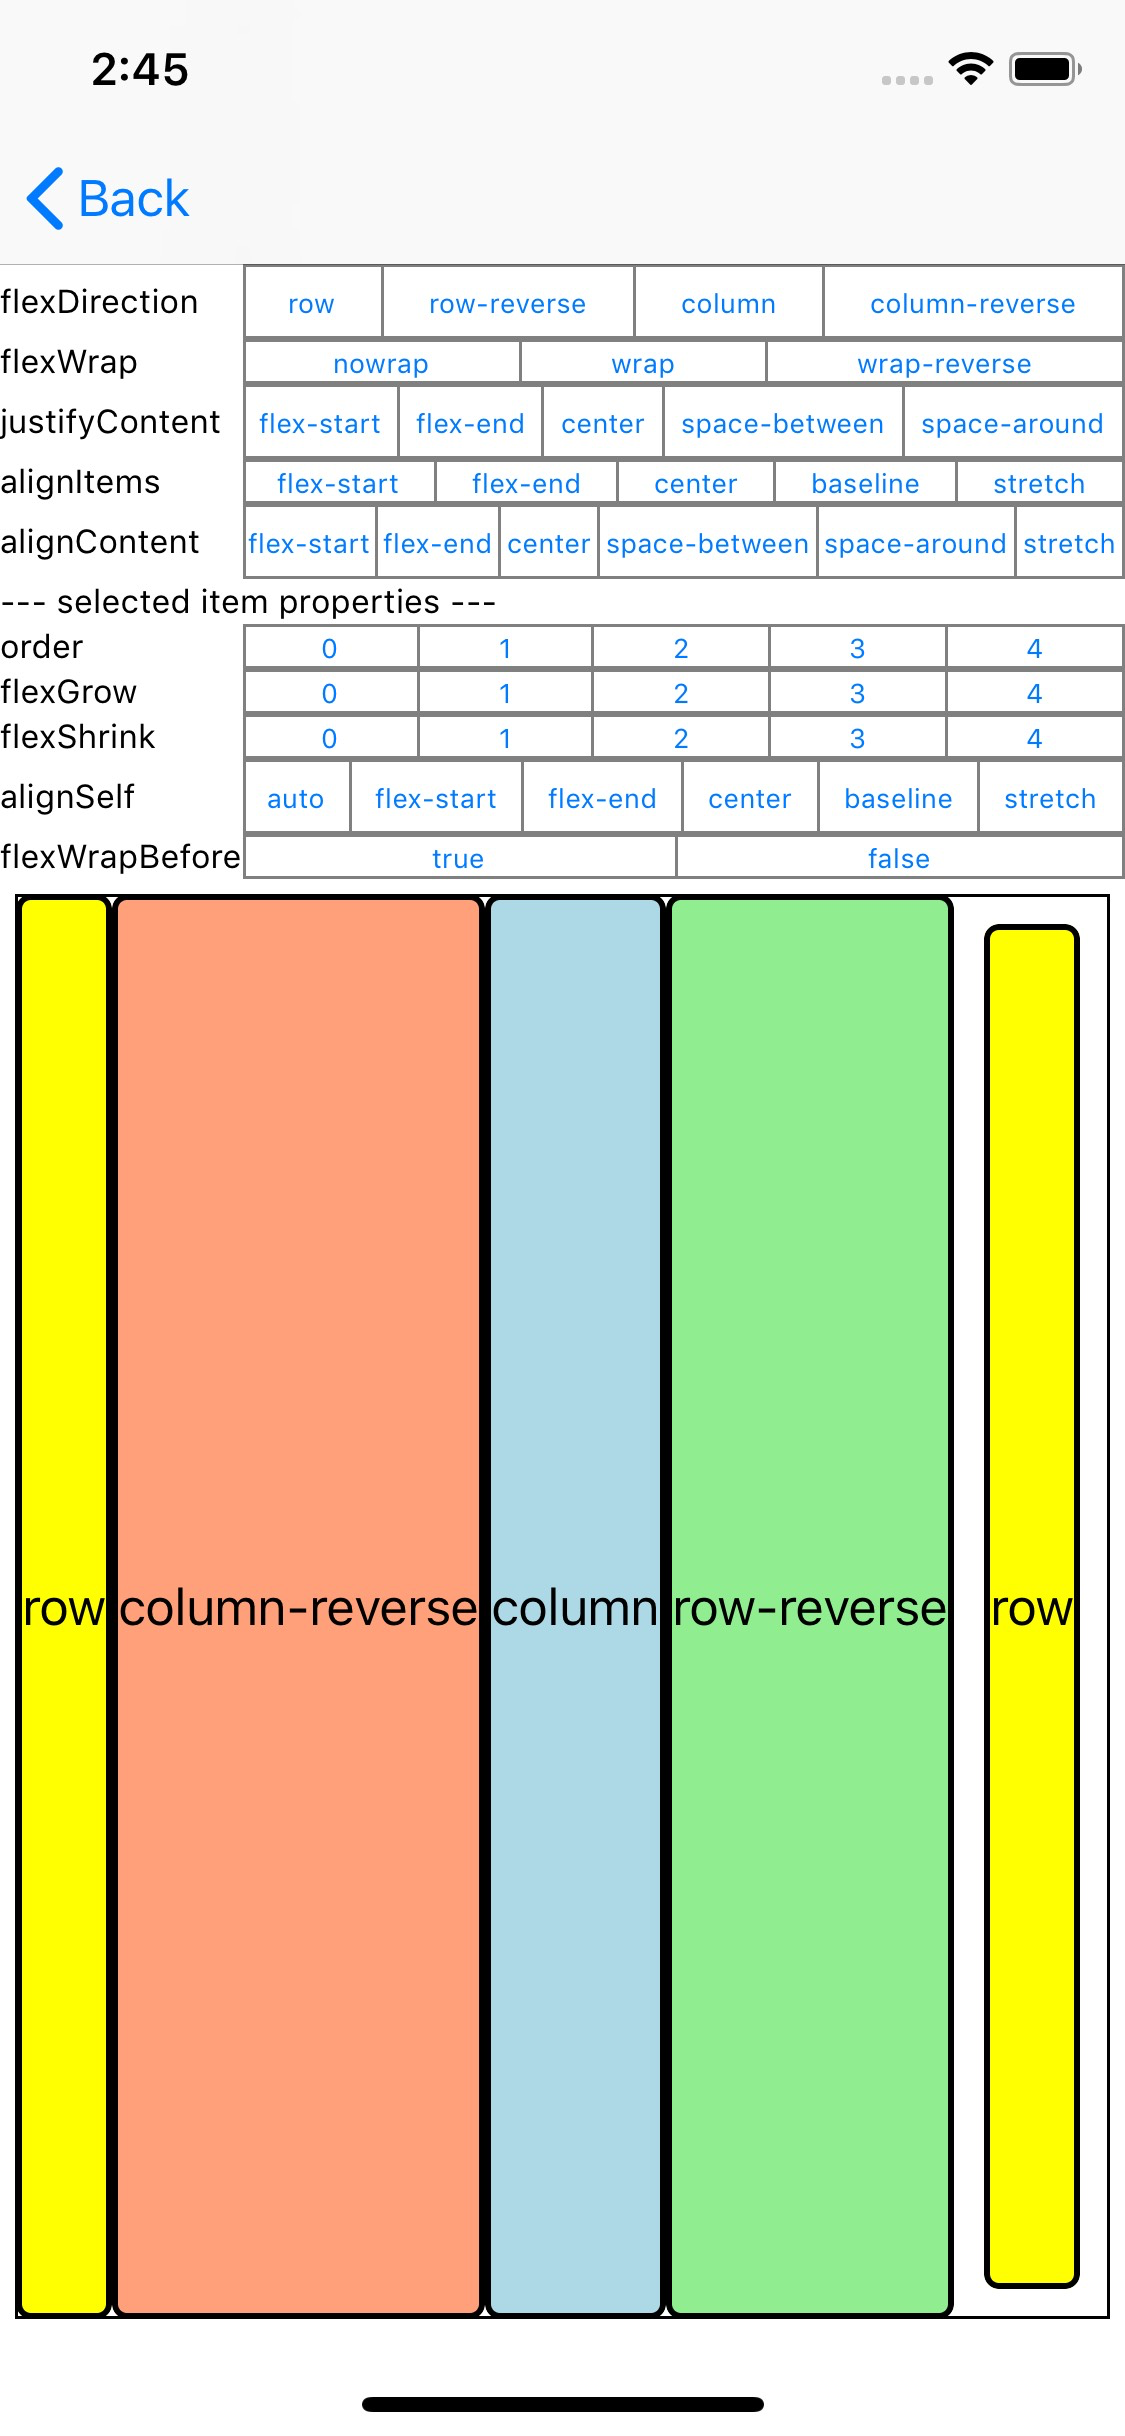 2:45
Back
flexDirection row row-reverse column column-reverse
flexWrap nowrap wrap wrap-reverse
justifyContent flex-start flex-end center space-between space-around
alignItems flex-start flex-end center baseline stretch
alignContent flex-start flex-end center space-between space-around stretch
--- selected item properties ---
order 0 1 2 3 4
flexGrow 0 1 2 3 4
flexShrink 0 1 2 3 4
alignSelf auto flex-start flex-end center baseline stretch
flexWrapBefore true false
row column-reverse column row-reverse row